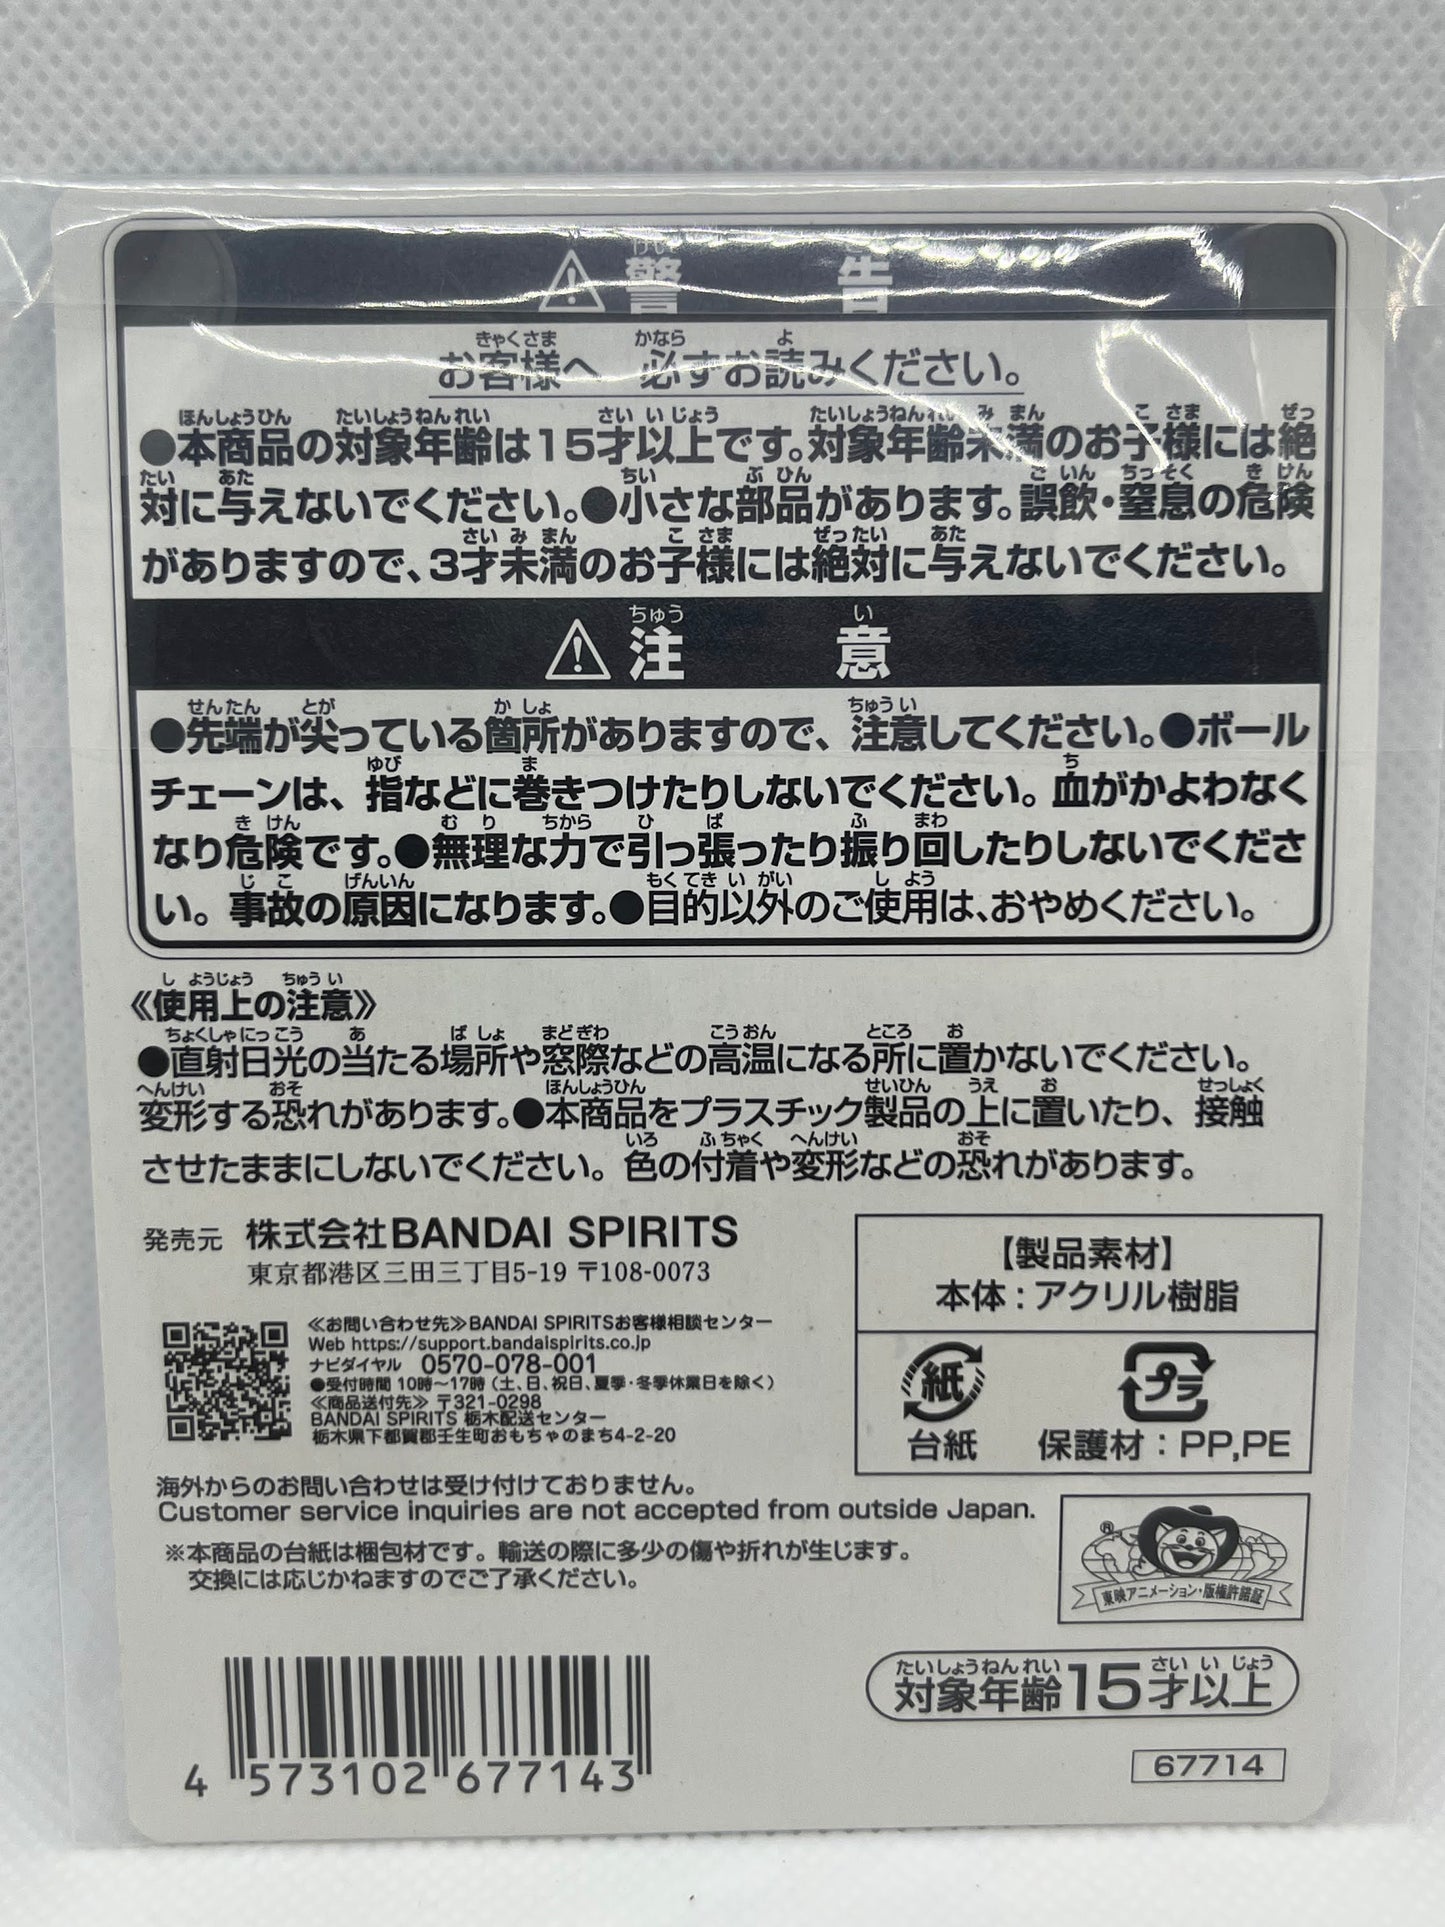 ⚠警告
お客様へ 必ずお読みください。
●本商品の対象年齢は15才以上です。対象年齢未満のお子様には絶
対に与えないでください。●小さな部品があります。誤飲・窒息の危険
がありますので、3才未満のお子様には絶対に与えないでください。
⚠注意
●先端が尖っている箇所がありますので、注意してください。●ボール
チェーンは、指などに巻きつけたりしないでください。血がかよわなく
なり危険です。●無理な力で引っ張ったり振り回したりしないでくださ
い。事故の原因になります。●目的以外のご使用は、おやめください。
《使用上の注意》
●直射日光の当たる場所や窓際などの高温になる所に置かないでください。
変形する恐れがあります。●本商品をプラスチック製品の上に置いたり、接触
させたままにしないでください。色の付着や変形などの恐れがあります。
発売元 株式会社BANDAI SPIRITS
東京都港区三田三丁目5-19 〒108-0073
≪お問い合わせ先≫BANDAI SPIRITSお客様相談センター
Web https://support.bandaispirits.co.jp
ナビダイヤル 0570-078-001
●受付時間 10時～17時（土、日、祝日、夏季・冬季休業日を除く）
≪商品送付先≫〒321-0298
BANDAI SPIRITS 栃木配送センター
栃木県下都賀郡壬生町おもちゃのまち4-2-20
【製品素材】
本体：アクリル樹脂
紙
台紙
プラ
保護材：PP,PE
海外からのお問い合わせは受け付けておりません。
Customer service inquiries are not accepted from outside Japan.
※本商品の台紙は梱包材です。輸送の際に多少の傷や折れが生じます。
交換には応じかねますのでご了承ください。
®
東映アニメーション・版権許諾証
対象年齢15才以上
4 573102 677143
67714